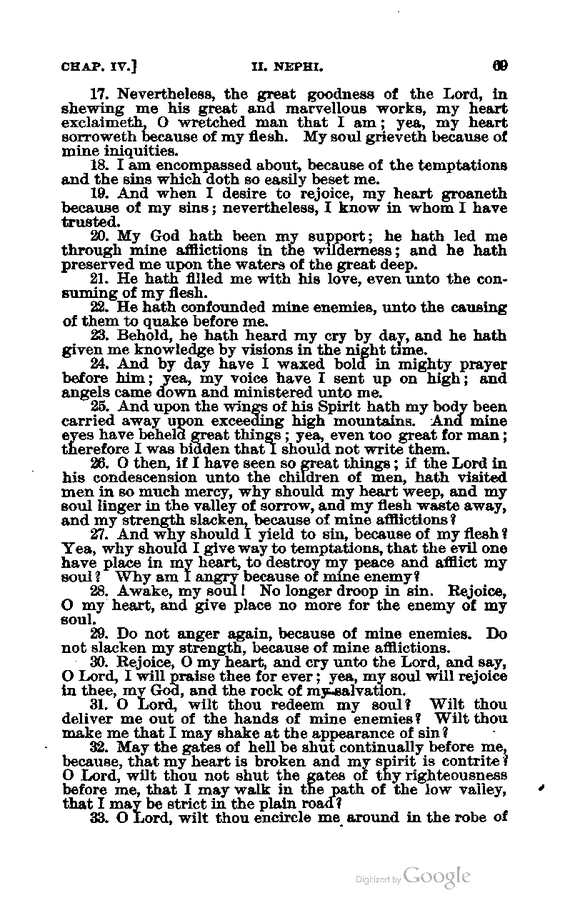 CHAP. IV.] II. NEPHI. 69
17. Nevertheless, the great goodness of the Lord, in
shewing me his great and marvellous works, my heart
exclaimeth, O wretched man that I am; yea, my heart
sorroweth because of my flesh. My soul grieveth because of
mine iniquities.
18. I am encompassed about, because of the temptations
and the sins which doth so easily beset me.
19. And when I desire to rejoice, my heart groaneth
because of my sins; nevertheless, I know in whom I have
trusted.
20. My God hath been my support; he hath led me
through mine afflictions in the wilderness; and he hath
preserved me upon the waters of the great deep.
21. He hath filled me with his love, even unto the con-
suming of my flesh.
22. He hath confounded mine enemies, unto the causing
of them to quake before me.
23. Behold, he hath heard my cry by day, and he hath
given me knowledge by visions in the night time.
24. And by day have I waxed bold in mighty prayer
before him; yea, my voice have I sent up on high; and
angels came down and ministered unto me.
25. And upon the wings of his Spirit hath my body been
carried away upon exceeding high mountains. And mine
eyes have beheld great things; yea, even too great for man;
therefore I was bidden that I should not write them.
26. O then, if I have seen so great things; if the Lord in
his condescension unto the children of men, hath visited
men in so much mercy, why should my heart weep, and my
soul linger in the valley of sorrow, and my flesh waste away,
and my strength slacken, because of mine afflictions?
27. And why should I yield to sin, because of my flesh?
Yea, why should I give way to temptations, that the evil one
have place in my heart, to destroy my peace and afflict my
soul? Why am I angry because of mine enemy?
28. Awake, my soul! No longer droop in sin. Rejoice,
O my heart, and give place no more for the enemy of my
soul.
29. Do not anger again, because of mine enemies. Do
not slacken my strength, because of mine afflictions.
30. Rejoice, O my heart, and cry unto the Lord, and say,
O Lord, I will praise thee for ever; yea, my soul will rejoice
in thee, my God, and the rock of my salvation.
31. O Lord, wilt thou redeem my soul? Wilt thou
deliver me out of the hands of mine enemies? Wilt thou
make me that I may shake at the appearance of sin?
32. May the gates of hell be shut continually before me,
because, that my heart is broken and my spirit is contrite?
O Lord, wilt thou not shut the gates of thy righteousness
before me, that I may walk in the path of the low valley,
that I may be strict in the plain road?
33. O Lord, wilt thou encircle me around in the robe of
Digitized by Google